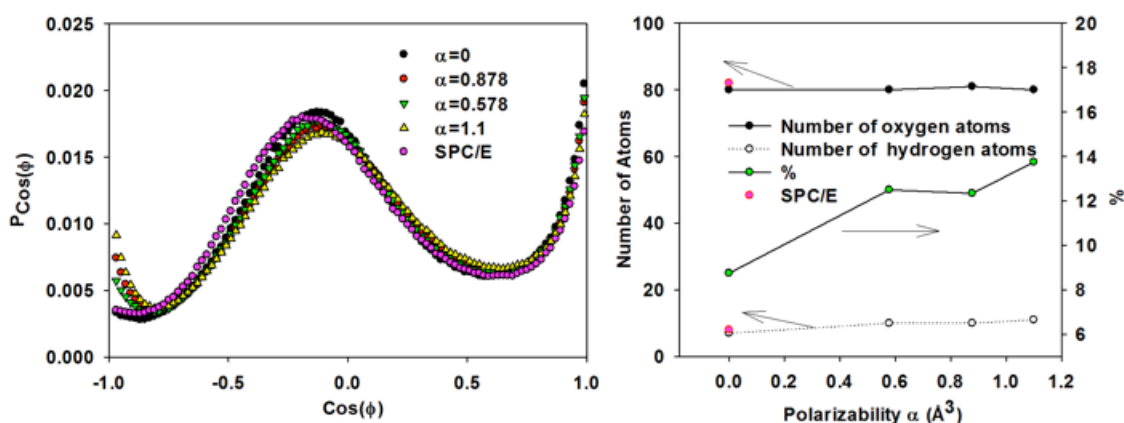 0.025
0.020
0.015
0.010
0.005
0.000
P Cos(ϕ)
α=0
α=0.878
α=0.578
α=1.1
SPC/E
-1.0 -0.5 0.0 0.5 1.0
Cos(ϕ)
100
80
60
40
20
0
Number of Atoms
Number of oxygen atoms
Number of hydrogen atoms
%
SPC/E
20
18
16
14
12
10
8
6
%
0.0 0.2 0.4 0.6 0.8 1.0 1.2
Polarizability α (Å³)